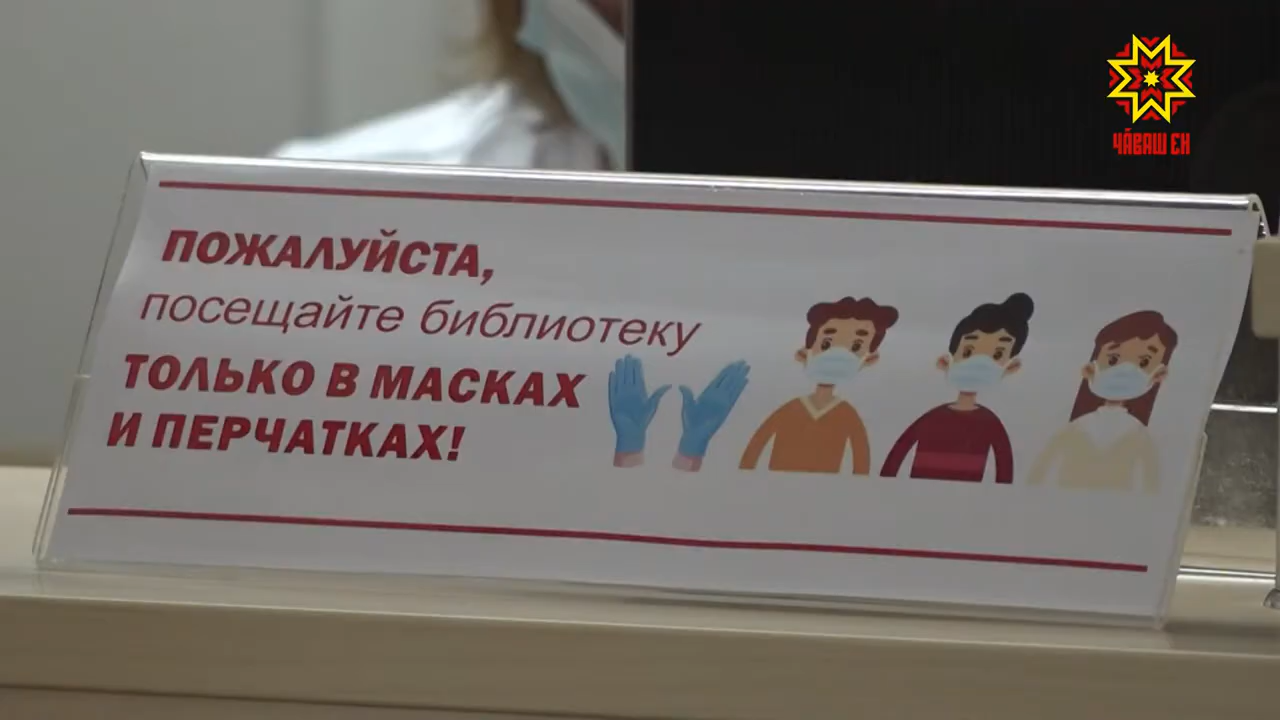 ПОЖАЛУЙСТА,
посещайте библиотеку
ТОЛЬКО В МАСКАХ
И ПЕРЧАТКАХ!
ЧĂВАШ ЕН